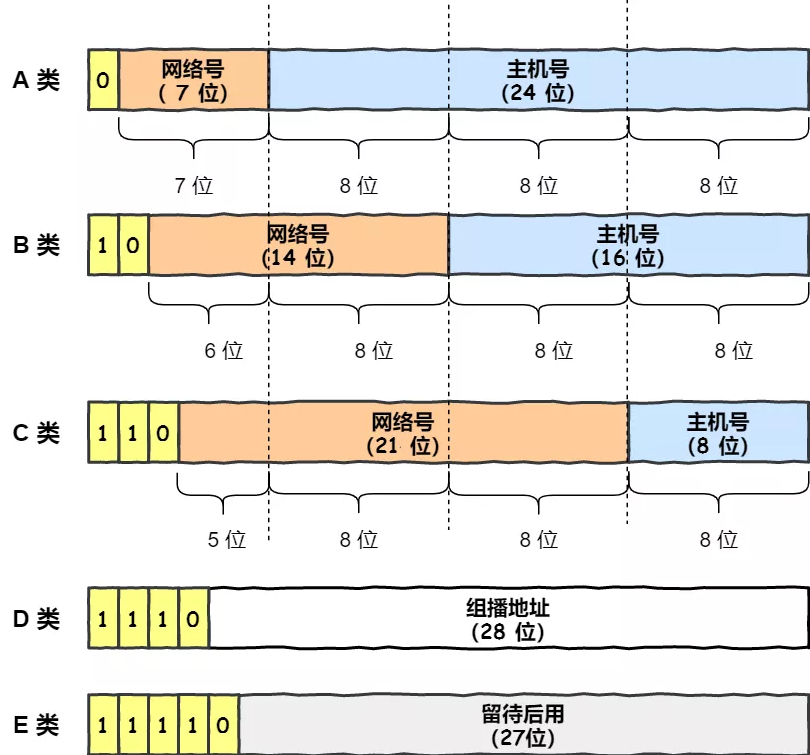 A 类
0
网络号
( 7 位)
主机号
(24 位)
7 位
8 位
8 位
8 位
B 类
1 0
网络号
(14 位)
主机号
(16 位)
6 位
8 位
8 位
8 位
C 类
1 1 0
网络号
(21 位)
主机号
(8 位)
5 位
8 位
8 位
8 位
D 类
1 1 1 0
组播地址
(28 位)
E 类
1 1 1 1 0
留待后用
(27位)